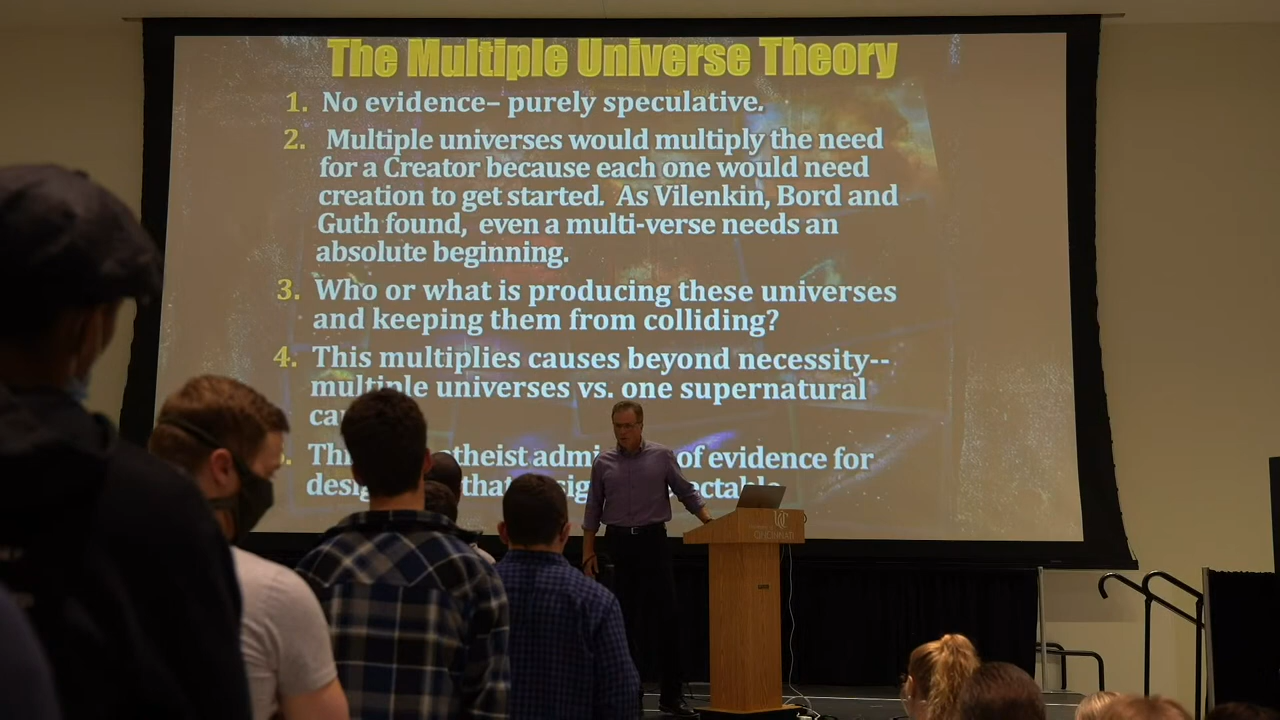 The Multiple Universe Theory
1. No evidence– purely speculative.
2. Multiple universes would multiply the need
for a Creator because each one would need
creation to get started. As Vilenkin, Bord and
Guth found, even a multi-verse needs an
absolute beginning.
3. Who or what is producing these universes
and keeping them from colliding?
4. This multiplies causes beyond necessity--
multiple universes vs. one supernatural
of evidence for
UC
CINCINNATI